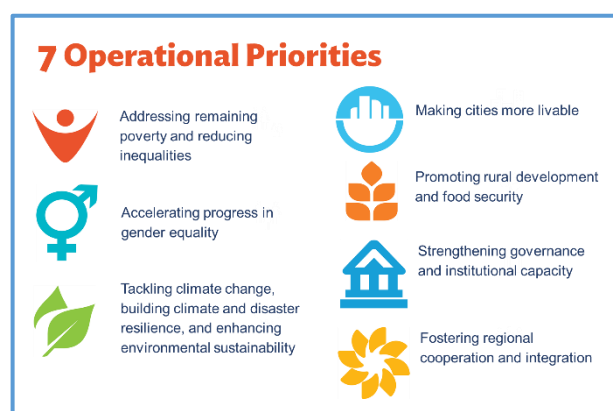 7 Operational Priorities
Addressing remaining
poverty and reducing
inequalities
Accelerating progress in
gender equality
Tackling climate change,
building climate and disaster
resilience, and enhancing
environmental sustainability
Making cities more livable
Promoting rural development
and food security
Strengthening governance
and institutional capacity
Fostering regional
cooperation and integration